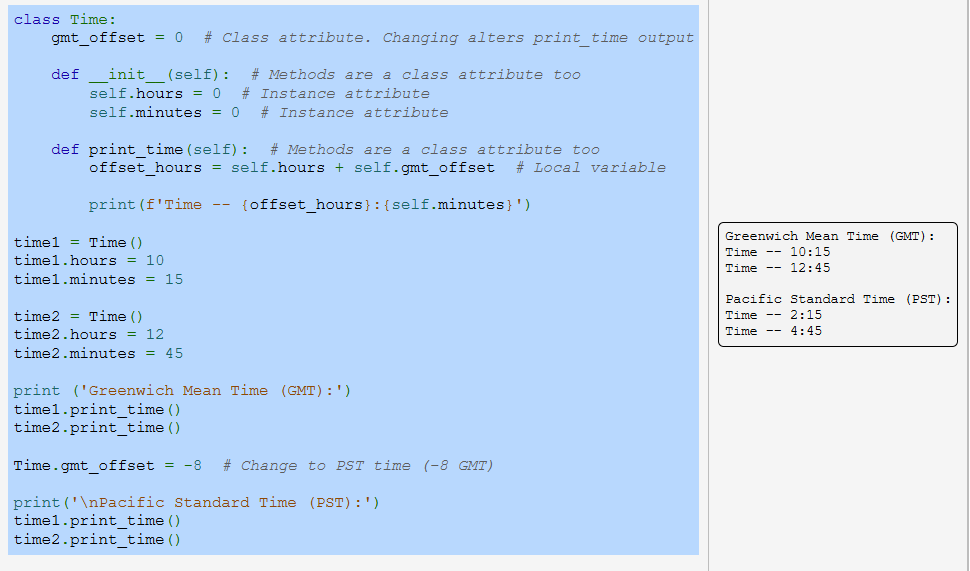 class Time:
    gmt_offset = 0  # Class attribute. Changing alters print_time output

    def __init__(self):  # Methods are a class attribute too
        self.hours = 0  # Instance attribute
        self.minutes = 0  # Instance attribute

    def print_time(self):  # Methods are a class attribute too
        offset_hours = self.hours + self.gmt_offset  # Local variable

        print(f'Time -- {offset_hours}:{self.minutes}')

time1 = Time()
time1.hours = 10
time1.minutes = 15

time2 = Time()
time2.hours = 12
time2.minutes = 45

print ('Greenwich Mean Time (GMT):')
time1.print_time()
time2.print_time()

Time.gmt_offset = -8  # Change to PST time (-8 GMT)

print('\nPacific Standard Time (PST):')
time1.print_time()
time2.print_time()

Greenwich Mean Time (GMT):
Time -- 10:15
Time -- 12:45

Pacific Standard Time (PST):
Time -- 2:15
Time -- 4:45